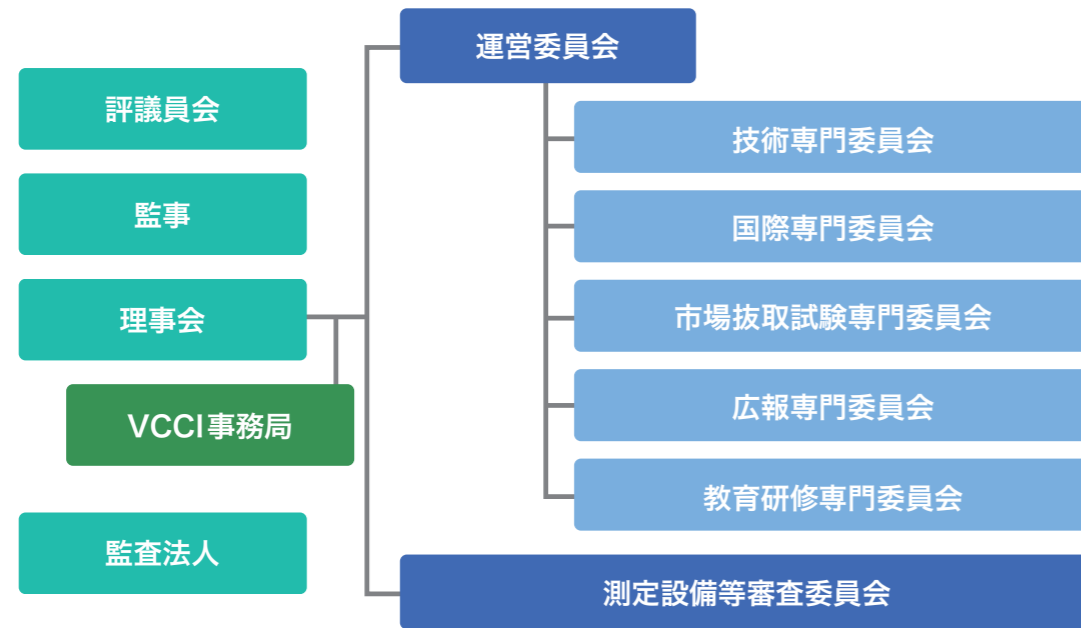 評議員会
監事
理事会
VCCI事務局
監査法人
運営委員会
技術専門委員会
国際専門委員会
市場抜取試験専門委員会
広報専門委員会
教育研修専門委員会
測定設備等審査委員会